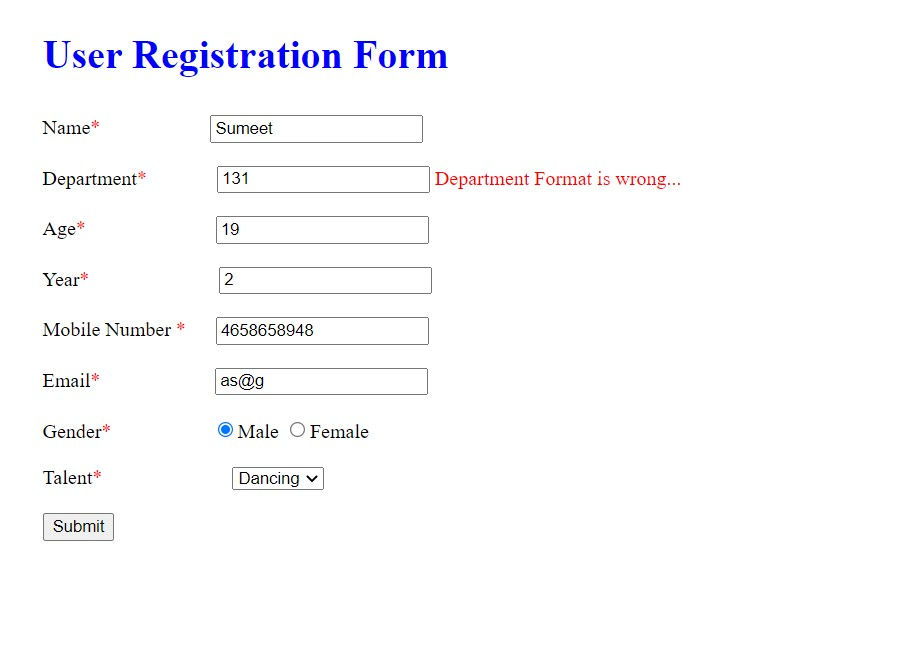 User Registration Form
Name* Sumeet
Department* 131 Department Format is wrong...
Age* 19
Year* 2
Mobile Number * 4658658948
Email* as@g
Gender* Male Female
Talent* Dancing
Submit